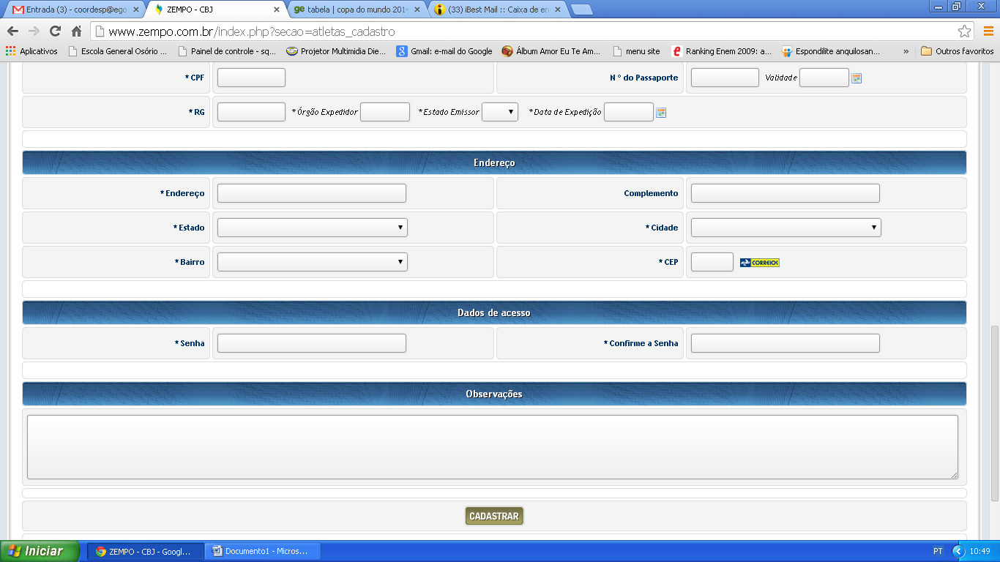 Entrada (3) - coordesp@ego
ZEMPO - CBJ
tabela | copa do mundo 2014
(33) iBest Mail :: Caixa de en
www.zempo.com.br/index.php?secao=atletas_cadastro
Aplicativos Escola General Osório ... Painel de controle - sq... Projetor Multimidia Die... Gmail: e-mail do Google Álbum Amor Eu Te Am... menu site Ranking Enem 2009: a... Espondilite anquilosan... » Outros favoritos
* CPF N º do Passaporte Validade
* RG * Órgão Expedidor * Estado Emissor * Data de Expedição
Endereço
* Endereço Complemento
* Estado * Cidade
* Bairro * CEP CORREIOS
Dados de acesso
* Senha * Confirme a Senha
Observações
CADASTRAR
Iniciar ZEMPO - CBJ - Googl... Documento1 - Micros... PT 10:49